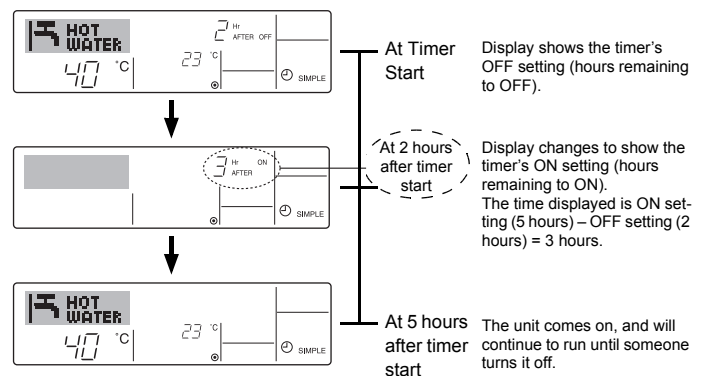 HOT
WATER
40 °C
2 Hr
AFTER OFF
23 °C
SIMPLE
At Timer
Start
Display shows the timer's
OFF setting (hours remaining
to OFF).
3 Hr ON
AFTER
SIMPLE
At 2 hours
after timer
start
Display changes to show the
timer's ON setting (hours
remaining to ON).
The time displayed is ON set-
ting (5 hours) – OFF setting (2
hours) = 3 hours.
HOT
WATER
40 °C
23 °C
SIMPLE
At 5 hours
after timer
start
The unit comes on, and will
continue to run until someone
turns it off.